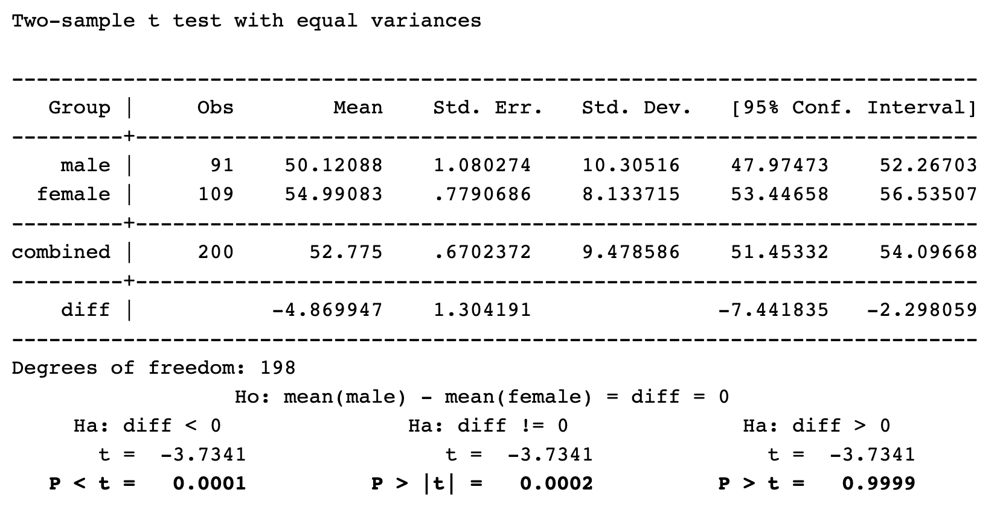 Two-sample t test with equal variances
------------------------------------------------------------------------------
   Group |     Obs        Mean    Std. Err.   Std. Dev.   [95% Conf. Interval]
---------+--------------------------------------------------------------------
    male |      91    50.12088    1.080274    10.30516    47.97473    52.26703
  female |     109    54.99083    .7790686    8.133715    53.44658    56.53507
---------+--------------------------------------------------------------------
combined |     200      52.775    .6702372    9.478586    51.45332    54.09668
---------+--------------------------------------------------------------------
    diff |           -4.869947    1.304191               -7.441835   -2.298059
------------------------------------------------------------------------------
Degrees of freedom: 198
                  Ho: mean(male) - mean(female) = diff = 0
     Ha: diff < 0               Ha: diff != 0              Ha: diff > 0
       t =  -3.7341                t =  -3.7341              t =  -3.7341
   P < t =   0.0001          P > |t| =   0.0002          P > t =   0.9999